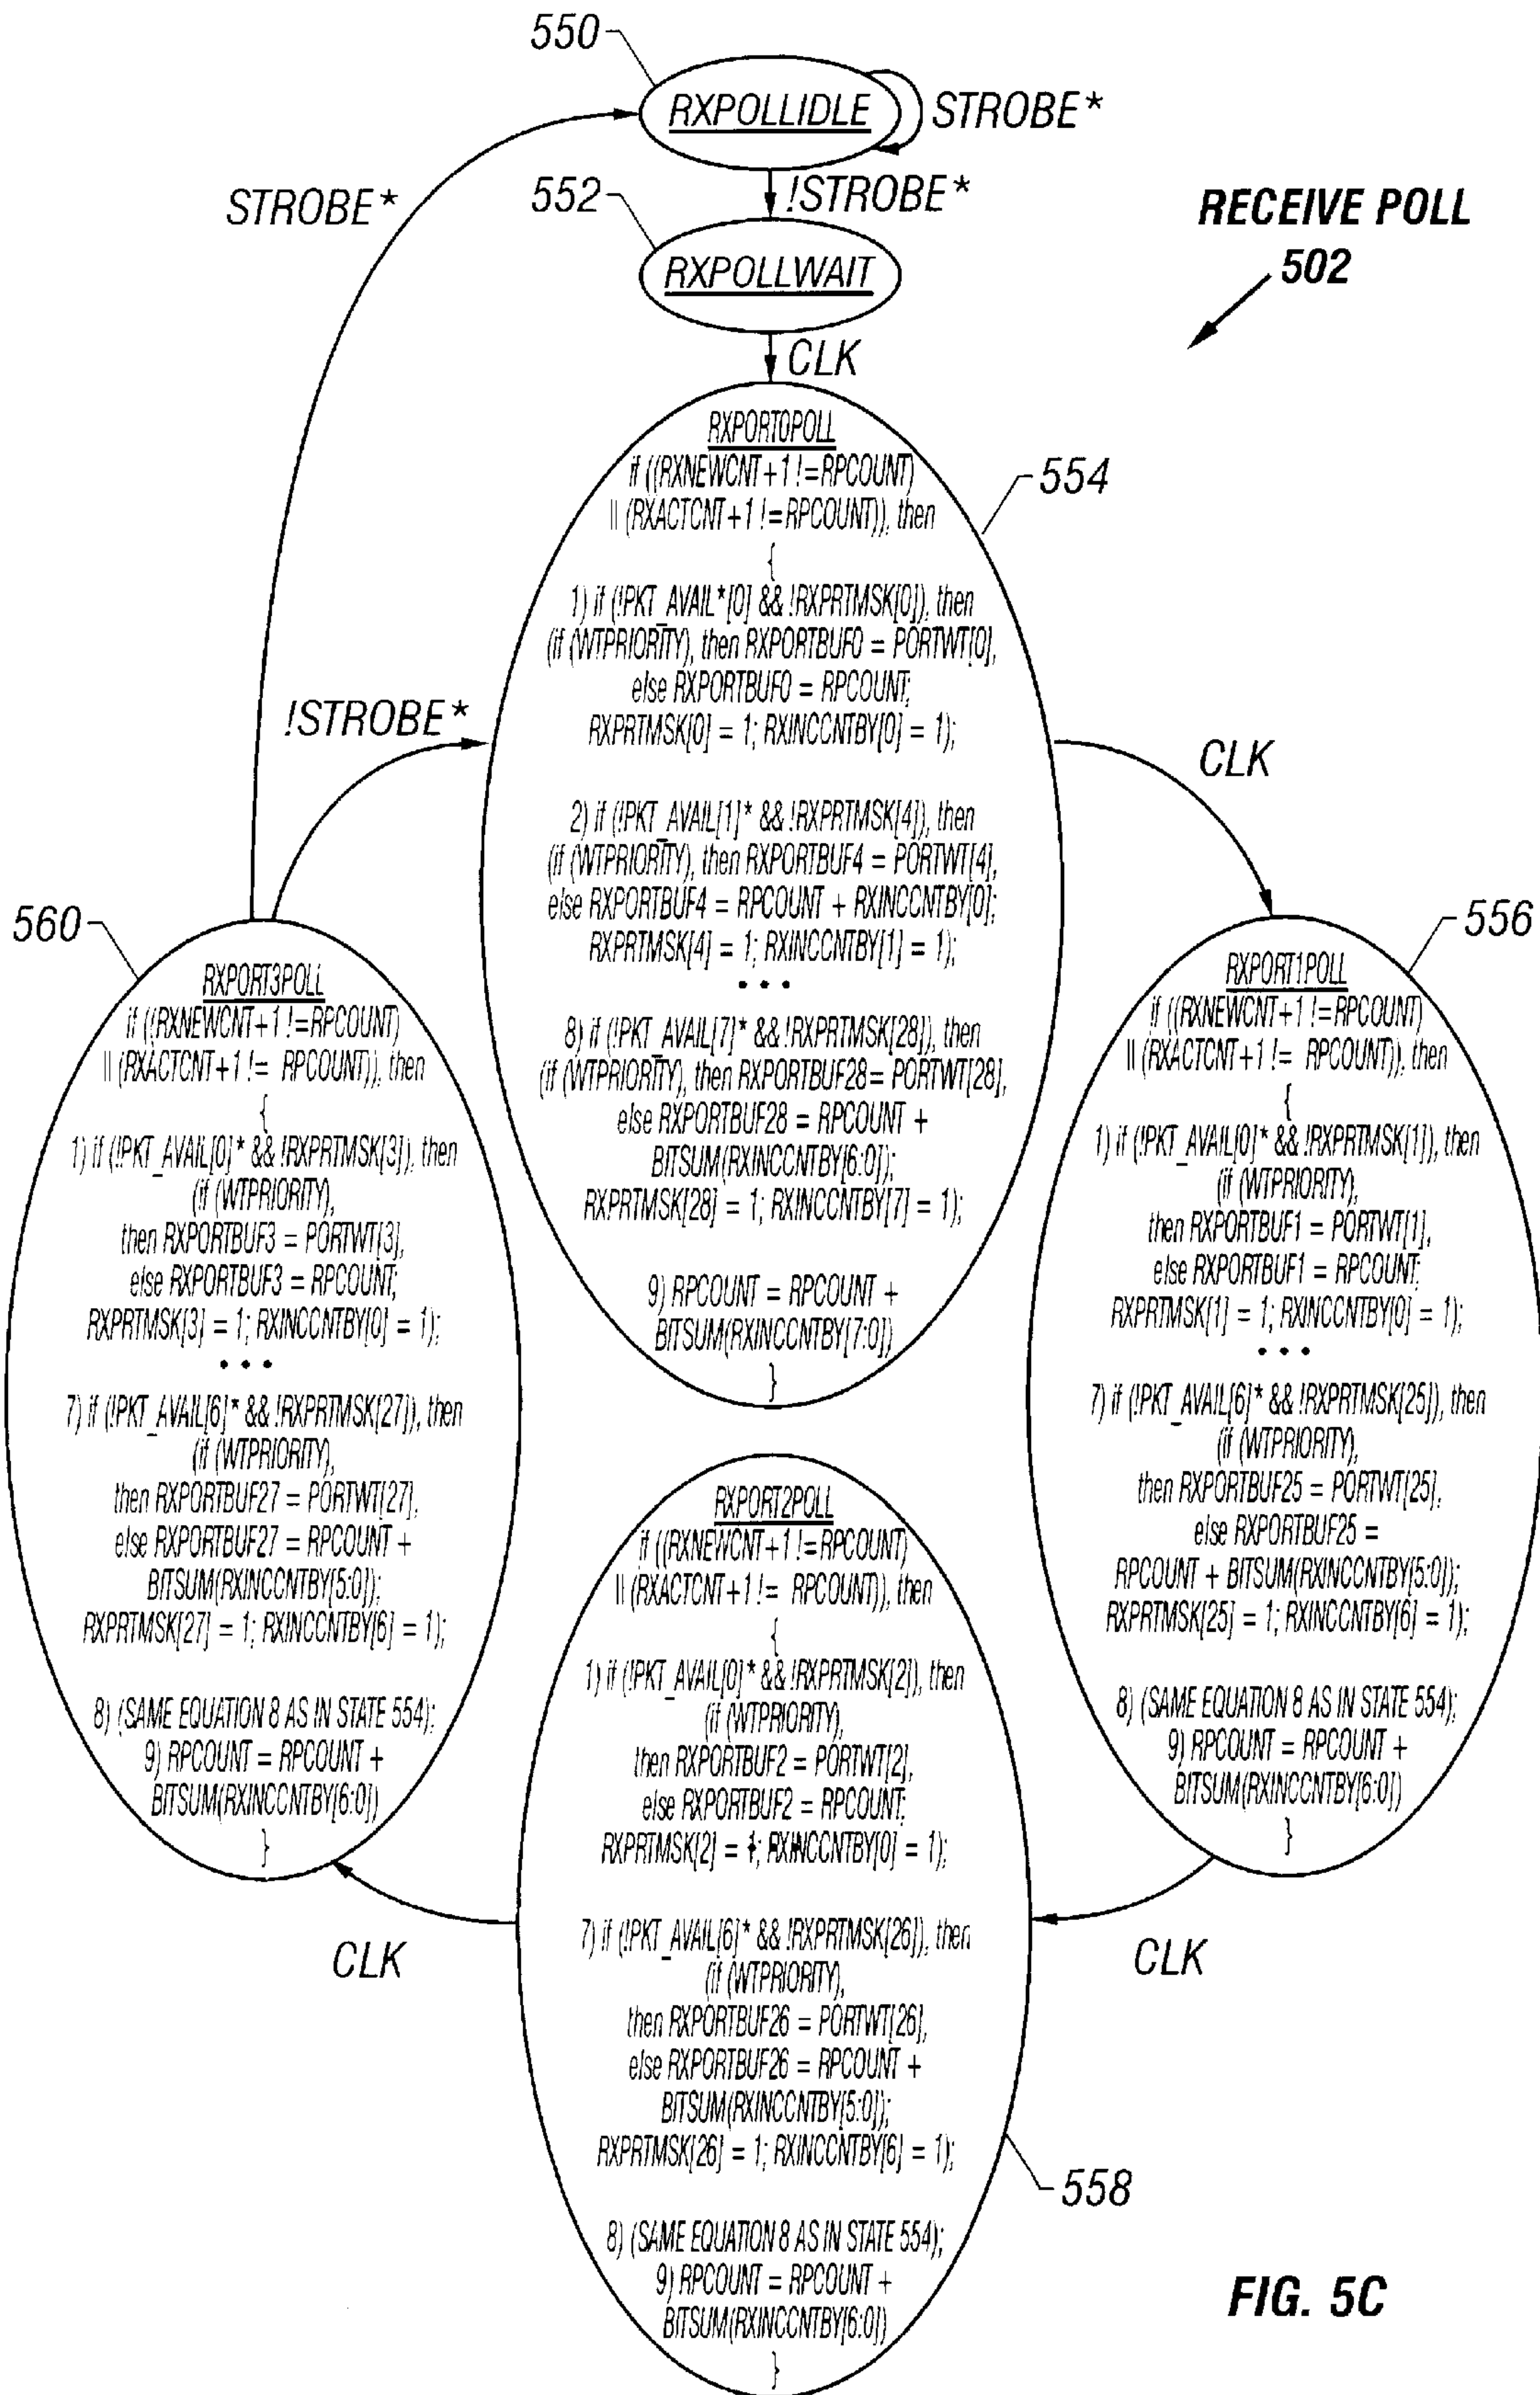 550
RXPOLLIDLE
STROBE*
STROBE*
552
!STROBE*
RXPOLLWAIT
RECEIVE POLL
502
CLK
RXPORT0POLL
if ((RXNEWCNT+1 !=RPCOUNT)
|| (RXACTCNT+1 !=RPCOUNT)), then
{
1) if (!PKT_AVAIL*[0] && !RXPRTMSK[0]), then
(if (WTPRIORITY), then RXPORTBUF0 = PORTWT[0],
else RXPORTBUF0 = RPCOUNT;
RXPRTMSK[0] = 1; RXINCCNTBY[0] = 1);
2) if (!PKT_AVAIL[1]* && !RXPRTMSK[4]), then
(if (WTPRIORITY), then RXPORTBUF4 = PORTWT[4],
else RXPORTBUF4 = RPCOUNT + RXINCCNTBY[0];
RXPRTMSK[4] = 1; RXINCCNTBY[1] = 1);
• • •
8) if (!PKT_AVAIL[7]* && !RXPRTMSK[28]), then
(if (WTPRIORITY), then RXPORTBUF28 = PORTWT[28],
else RXPORTBUF28 = RPCOUNT +
BITSUM(RXINCCNTBY[6:0]);
RXPRTMSK[28] = 1; RXINCCNTBY[7] = 1);
9) RPCOUNT = RPCOUNT +
BITSUM(RXINCCNTBY[7:0])
}
554
!STROBE*
CLK
556
RXPORT1POLL
if ((RXNEWCNT+1 !=RPCOUNT)
|| (RXACTCNT+1 != RPCOUNT)), then
{
1) if (!PKT_AVAIL[0]* && !RXPRTMSK[1]), then
(if (WTPRIORITY),
then RXPORTBUF1 = PORTWT[1],
else RXPORTBUF1 = RPCOUNT;
RXPRTMSK[1] = 1; RXINCCNTBY[0] = 1);
• • •
7) if (!PKT_AVAIL[6]* && !RXPRTMSK[25]), then
(if (WTPRIORITY),
then RXPORTBUF25 = PORTWT[25],
else RXPORTBUF25 =
RPCOUNT + BITSUM(RXINCCNTBY[5:0]);
RXPRTMSK[25] = 1; RXINCCNTBY[6] = 1);
8) (SAME EQUATION 8 AS IN STATE 554);
9) RPCOUNT = RPCOUNT +
BITSUM(RXINCCNTBY[6:0])
}
CLK
RXPORT2POLL
if ((RXNEWCNT+1 !=RPCOUNT)
|| (RXACTCNT+1 != RPCOUNT)), then
{
1) if (!PKT_AVAIL[0]* && !RXPRTMSK[2]), then
(if (WTPRIORITY),
then RXPORTBUF2 = PORTWT[2],
else RXPORTBUF2 = RPCOUNT;
RXPRTMSK[2] = 1; RXINCCNTBY[0] = 1);
7) if (!PKT_AVAIL[6]* && !RXPRTMSK[26]), then
(if (WTPRIORITY),
then RXPORTBUF26 = PORTWT[26],
else RXPORTBUF26 = RPCOUNT +
BITSUM(RXINCCNTBY[5:0]);
RXPRTMSK[26] = 1; RXINCCNTBY[6] = 1);
8) (SAME EQUATION 8 AS IN STATE 554);
9) RPCOUNT = RPCOUNT +
BITSUM(RXINCCNTBY[6:0])
}
558
CLK
560
RXPORT3POLL
if ((RXNEWCNT+1 !=RPCOUNT)
|| (RXACTCNT+1 != RPCOUNT)), then
{
1) if (!PKT_AVAIL[0]* && !RXPRTMSK[3]), then
(if (WTPRIORITY),
then RXPORTBUF3 = PORTWT[3],
else RXPORTBUF3 = RPCOUNT;
RXPRTMSK[3] = 1; RXINCCNTBY[0] = 1);
• • •
7) if (!PKT_AVAIL[6]* && !RXPRTMSK[27]), then
(if (WTPRIORITY),
then RXPORTBUF27 = PORTWT[27],
else RXPORTBUF27 = RPCOUNT +
BITSUM(RXINCCNTBY[5:0]);
RXPRTMSK[27] = 1; RXINCCNTBY[6] = 1);
8) (SAME EQUATION 8 AS IN STATE 554);
9) RPCOUNT = RPCOUNT +
BITSUM(RXINCCNTBY[6:0])
}
FIG. 5C